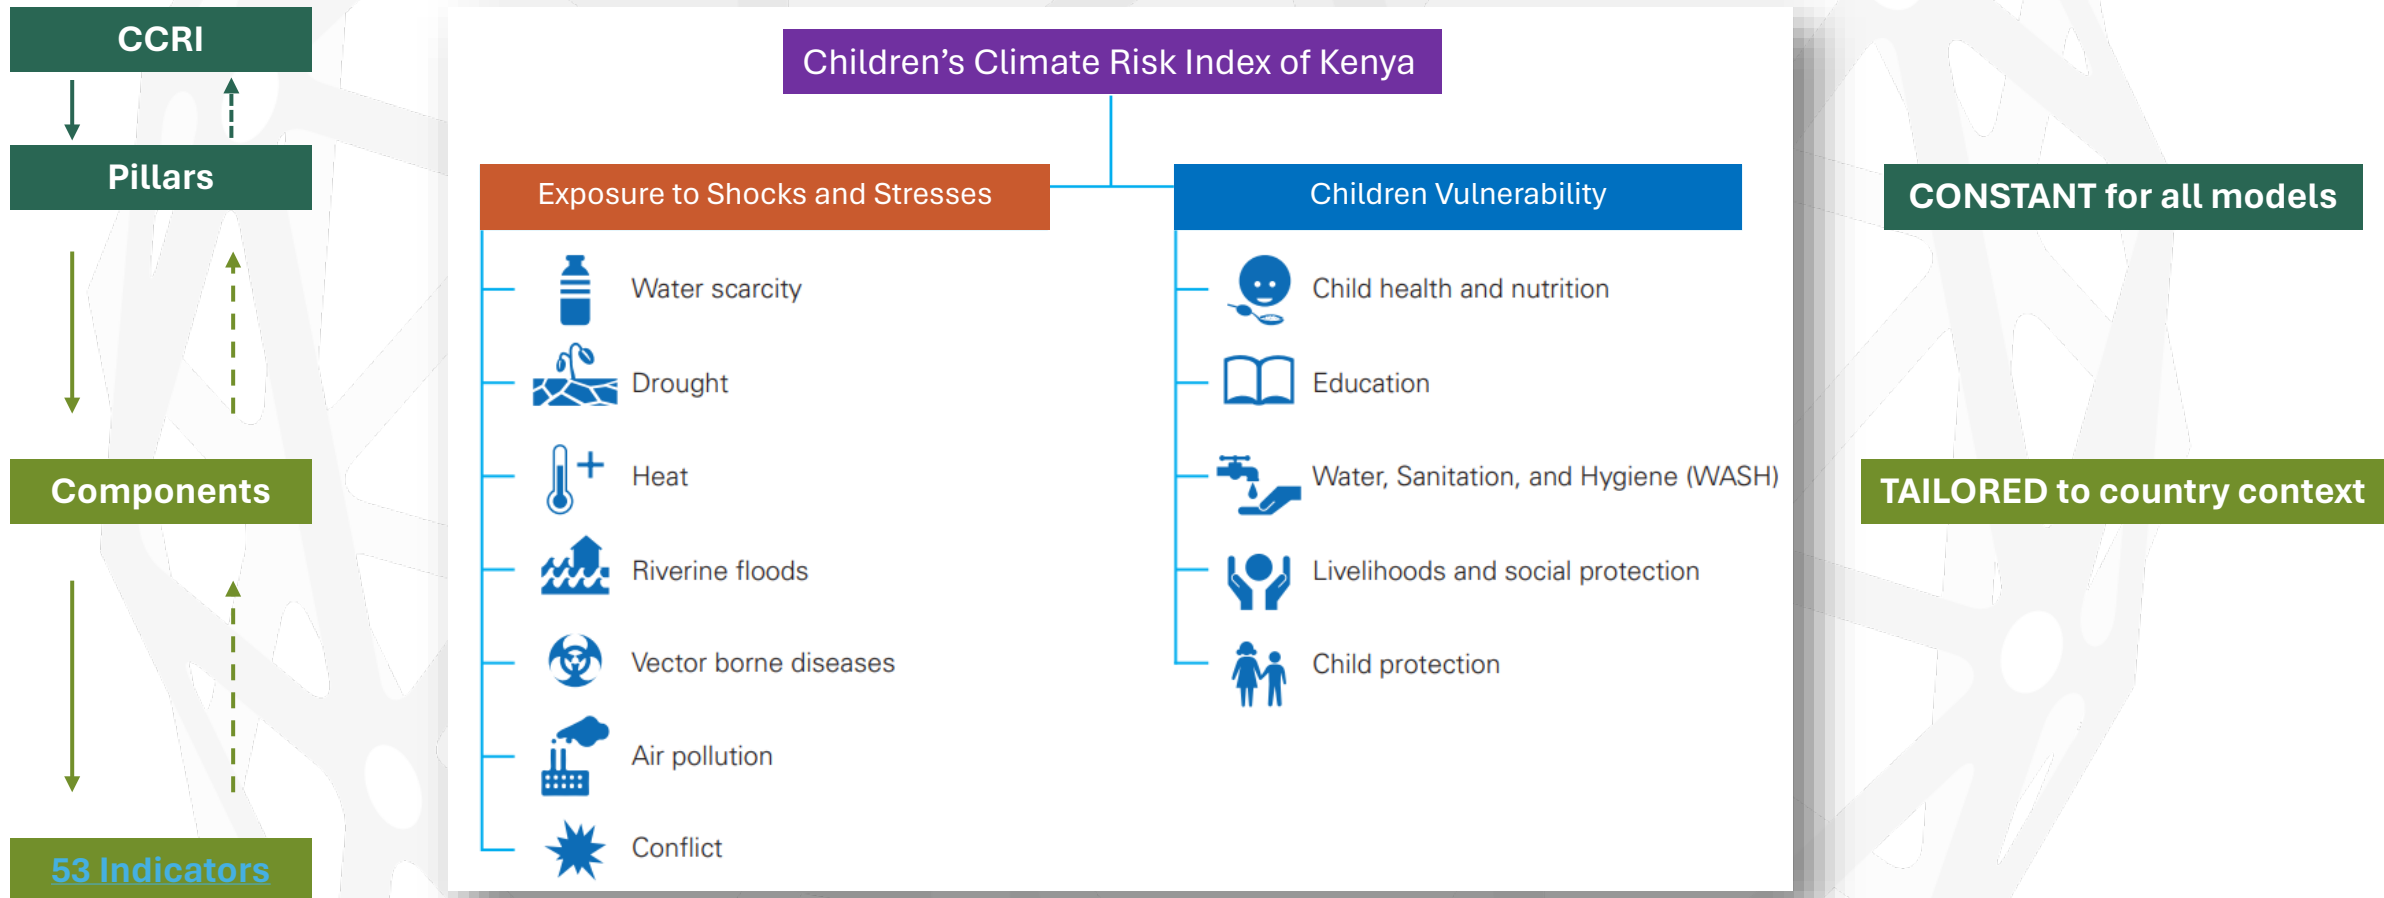 CCRI
Pillars
Components
53 Indicators
Children’s Climate Risk Index of Kenya
Exposure to Shocks and Stresses
Water scarcity
Drought
Heat
Riverine floods
Vector borne diseases
Air pollution
Conflict
Children Vulnerability
Child health and nutrition
Education
Water, Sanitation, and Hygiene (WASH)
Livelihoods and social protection
Child protection
CONSTANT for all models
TAILORED to country context